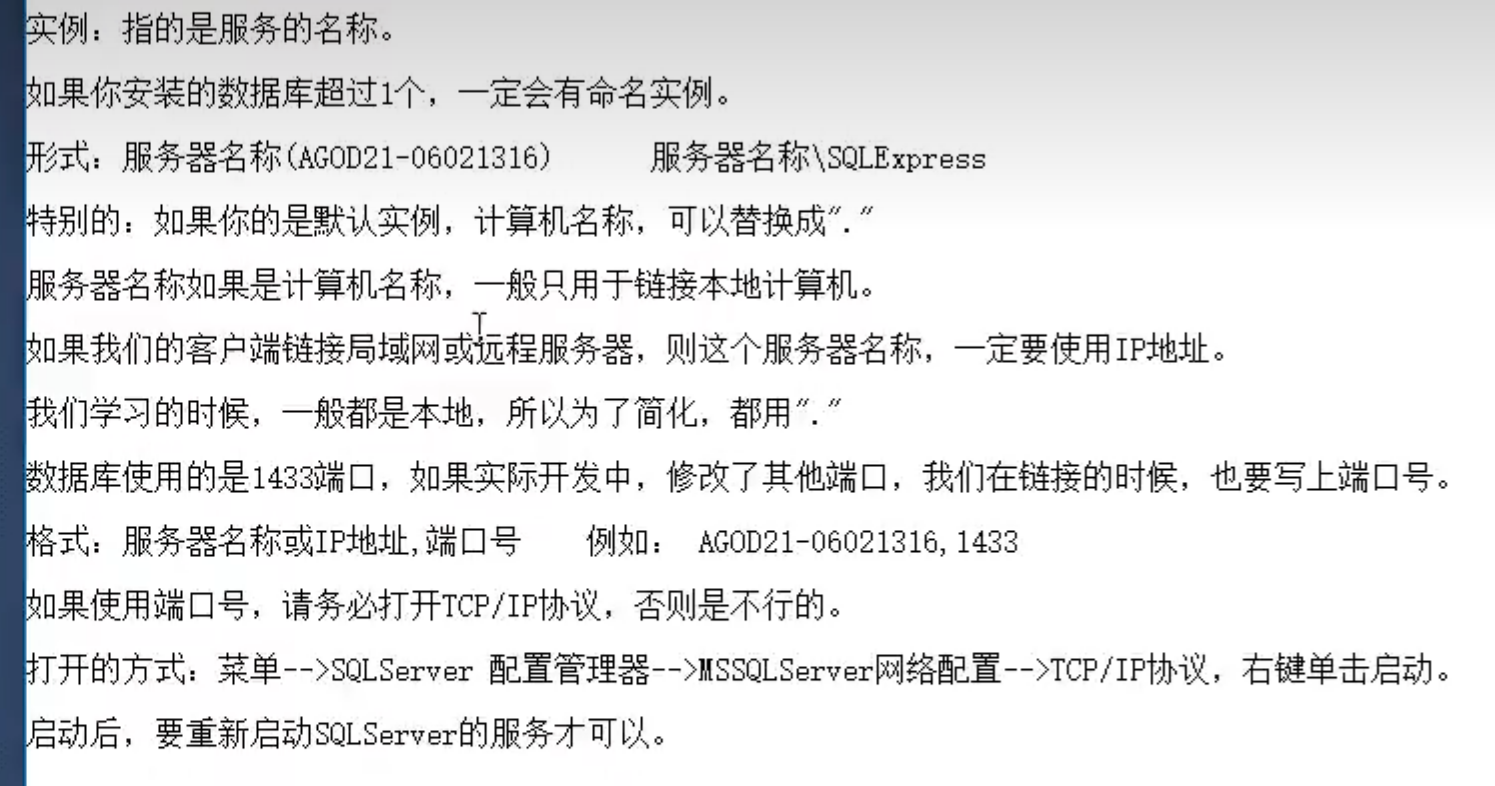 实例：指的是服务的名称。
如果你安装的数据库超过1个，一定会有命名实例。
形式：服务器名称(AGOD21-06021316)      服务器名称\SQLExpress
特别的：如果你的是默认实例，计算机名称，可以替换成"."
服务器名称如果是计算机名称，一般只用于链接本地计算机。
如果我们的客户端链接局域网或远程服务器，则这个服务器名称，一定要使用IP地址。
我们学习的时候，一般都是本地，所以为了简化，都用"."
数据库使用的是1433端口，如果实际开发中，修改了其他端口，我们在链接的时候，也要写上端口号。
格式：服务器名称或IP地址,端口号    例如： AGOD21-06021316,1433
如果使用端口号，请务必打开TCP/IP协议，否则是不行的。
打开的方式：菜单-->SQLServer 配置管理器-->MSSQLServer网络配置-->TCP/IP协议，右键单击启动。
启动后，要重新启动SQLServer的服务才可以。